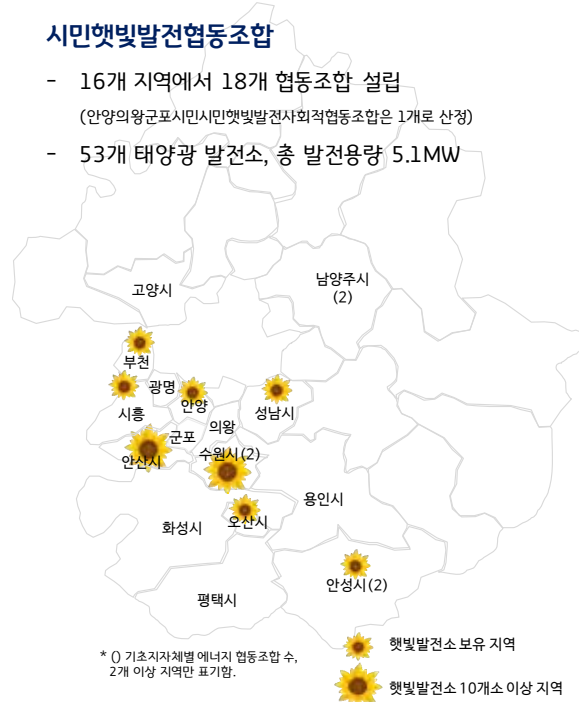 시민햇빛발전협동조합
- 16개 지역에서 18개 협동조합 설립
(안양의왕군포시민시민햇빛발전사회적협동조합은 1개로 산정)
- 53개 태양광 발전소, 총 발전용량 5.1MW
고양시
남양주시
(2)
부천
광명
안양
시흥
성남시
의왕
군포
수원시(2)
안산시
용인시
오산시
화성시
안성시(2)
평택시
햇빛발전소 보유 지역
* () 기초지자체별 에너지 협동조합 수,
2개 이상 지역만 표기함.
햇빛발전소 10개소 이상 지역